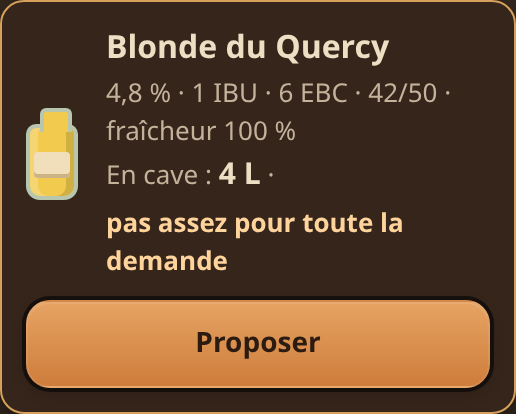 Blonde du Quercy
4,8 % · 1 IBU · 6 EBC · 42/50 ·
fraîcheur 100 %
En cave : 4 L ·
pas assez pour toute la
demande
Proposer